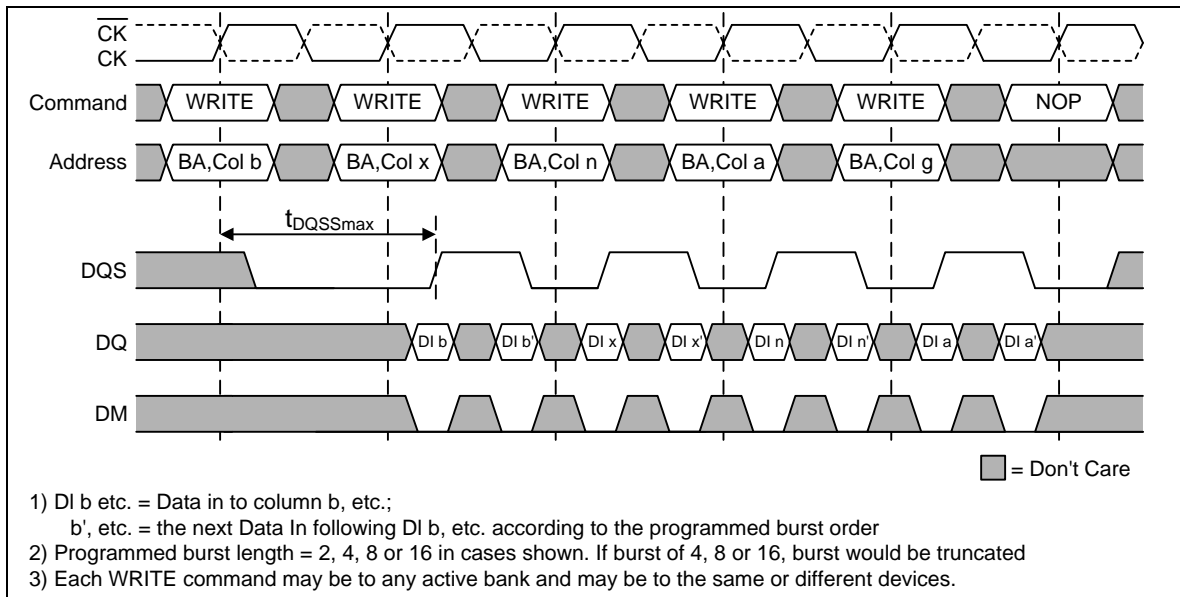 CK
CK
Command WRITE WRITE WRITE WRITE WRITE NOP
Address BA,Col b BA,Col x BA,Col n BA,Col a BA,Col g
tDQSSmax
DQS
DQ DI b DI b' DI x DI x' DI n DI n' DI a DI a'
DM
= Don't Care
1) DI b etc. = Data in to column b, etc.;
b', etc. = the next Data In following DI b, etc. according to the programmed burst order
2) Programmed burst length = 2, 4, 8 or 16 in cases shown. If burst of 4, 8 or 16, burst would be truncated
3) Each WRITE command may be to any active bank and may be to the same or different devices.